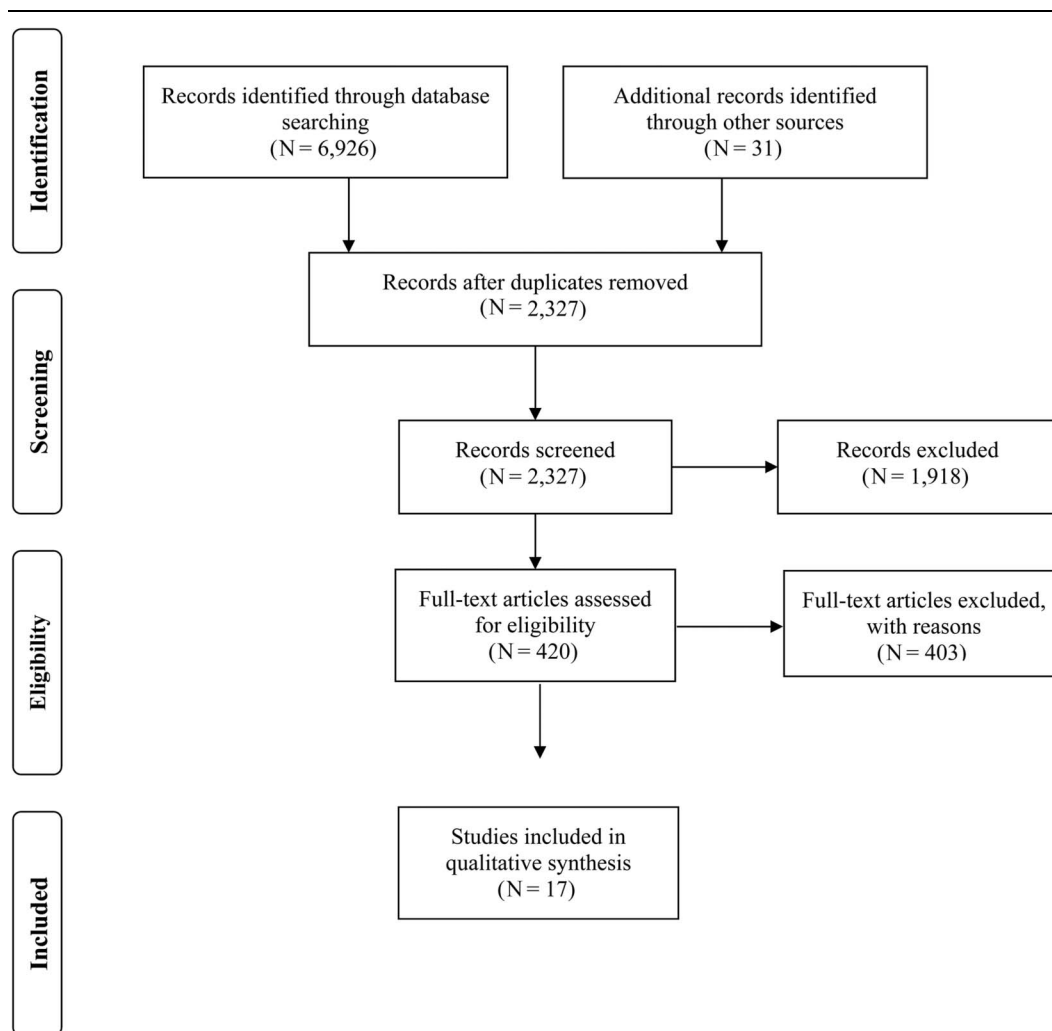 Identification
Records identified through database
searching
(N = 6,926)
Additional records identified
through other sources
(N = 31)
Records after duplicates removed
(N = 2,327)
Screening
Records screened
(N = 2,327)
Records excluded
(N = 1,918)
Eligibility
Full-text articles assessed
for eligibility
(N = 420)
Full-text articles excluded,
with reasons
(N = 403)
Included
Studies included in
qualitative synthesis
(N = 17)